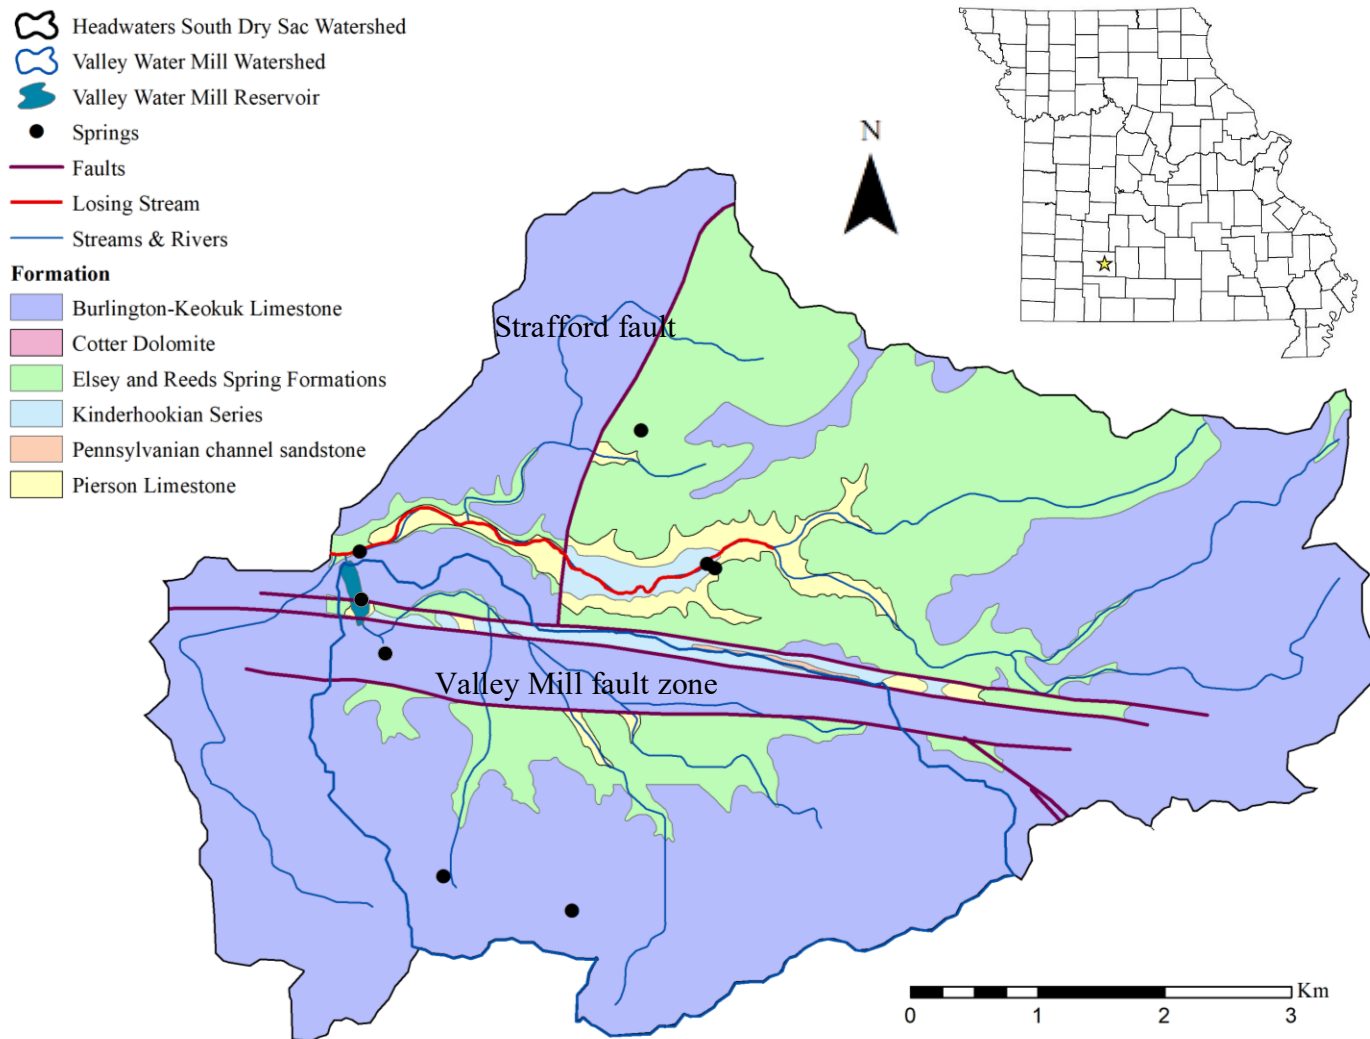 Headwaters South Dry Sac Watershed
Valley Water Mill Watershed
Valley Water Mill Reservoir
Springs
Faults
Losing Stream
Streams & Rivers
Formation
Burlington-Keokuk Limestone
Cotter Dolomite
Elsey and Reeds Spring Formations
Kinderhookian Series
Pennsylvanian channel sandstone
Pierson Limestone
N
Strafford fault
Valley Mill fault zone
Km
0 1 2 3